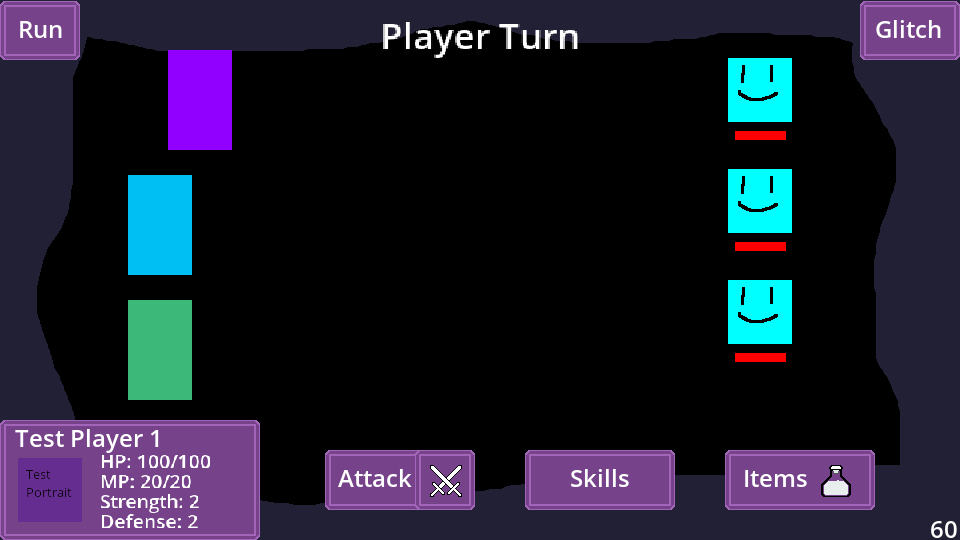 Run
Player Turn
Glitch
Test Player 1
Test
Portrait
HP: 100/100
MP: 20/20
Strength: 2
Defense: 2
Attack
Skills
Items
60